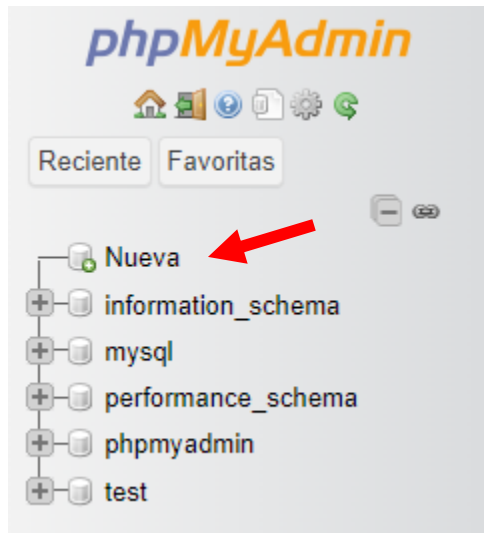 phpMyAdmin
Reciente Favoritas
Nueva
information_schema
mysql
performance_schema
phpmyadmin
test